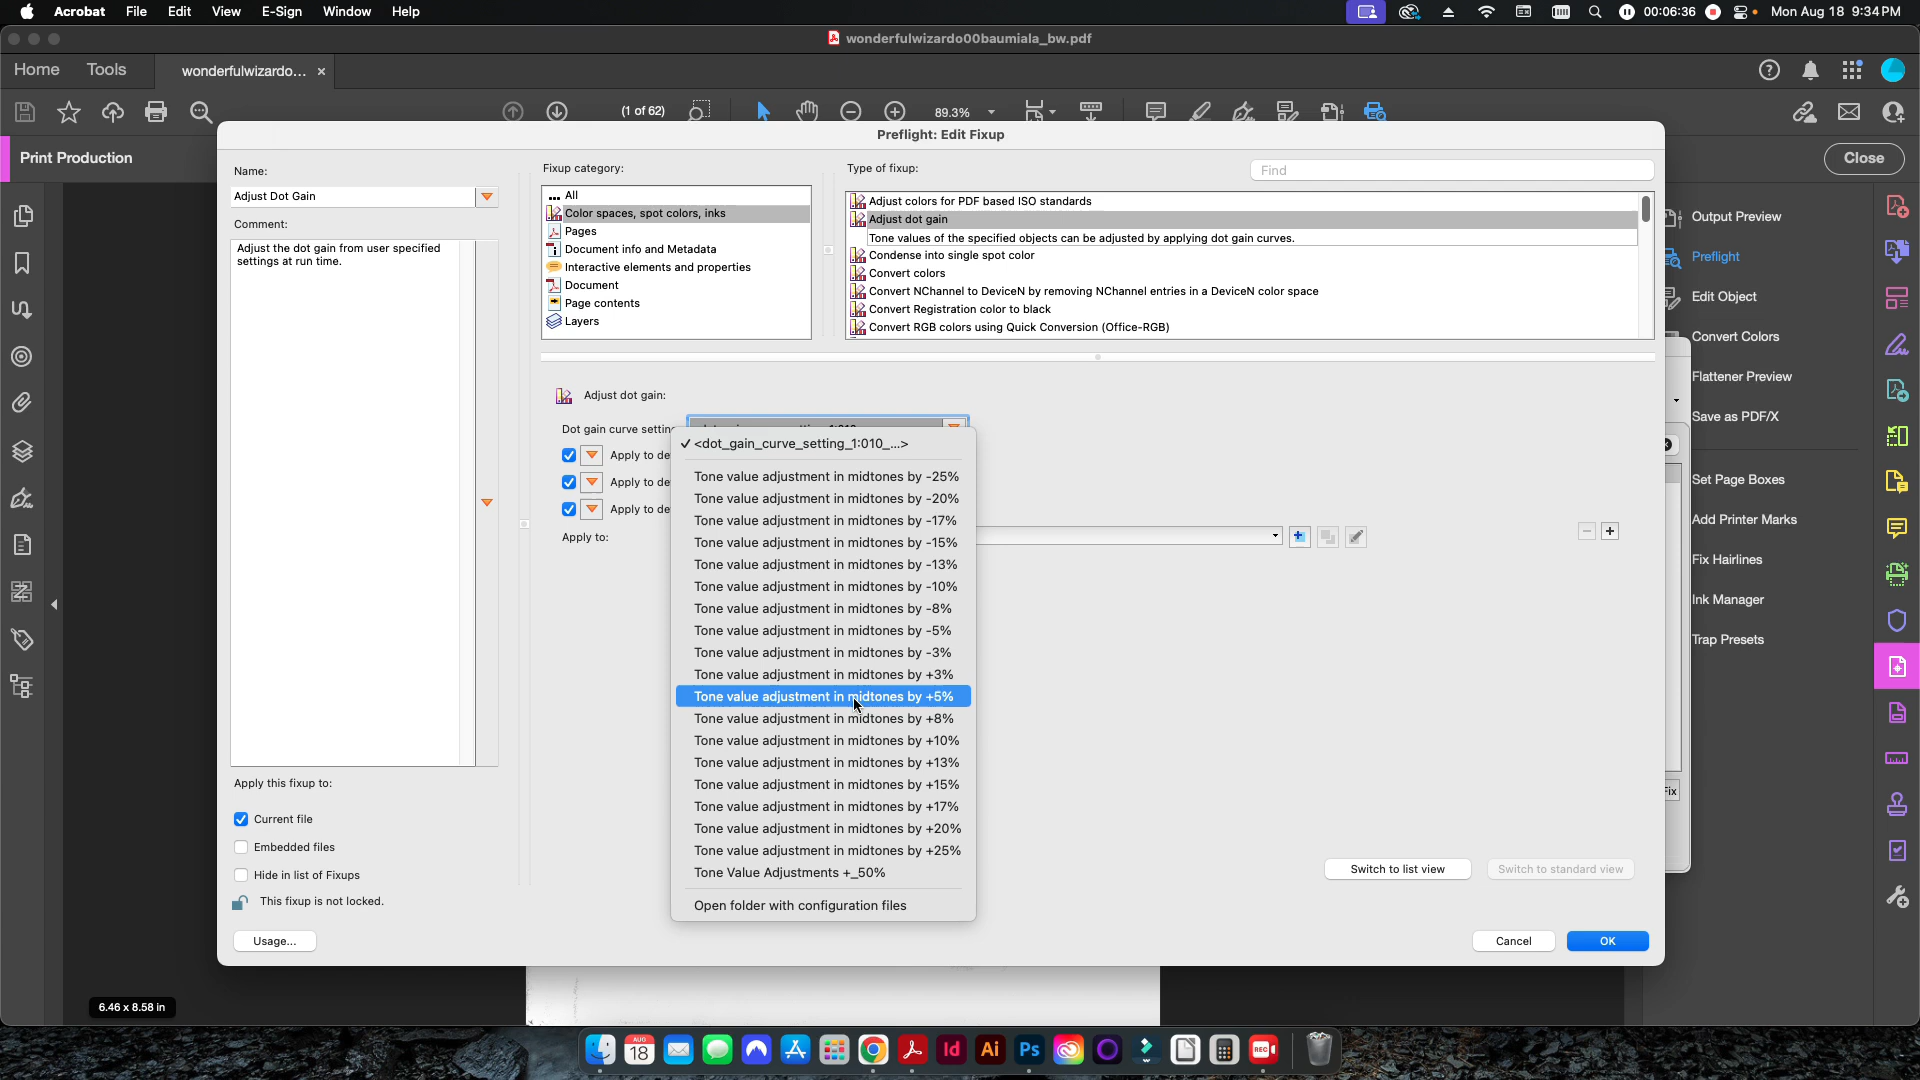 Acrobat File Edit View E-Sign Window Help
00:06:36 Mon Aug 18 9:34 PM
wonderfulwizardo00baumiala_bw.pdf
Home Tools wonderfulwizardo... ×
(1 of 62) 89.3%
Preflight: Edit Fixup
Print Production
Close
Name:
Adjust Dot Gain
Comment:
Adjust the dot gain from user specified
settings at run time.
Apply this fixup to:
Current file
Embedded files
Hide in list of Fixups
This fixup is not locked.
Usage...
Fixup category:
All
Color spaces, spot colors, inks
Pages
Document info and Metadata
Interactive elements and properties
Document
Page contents
Layers
Type of fixup:
Find
Adjust colors for PDF based ISO standards
Adjust dot gain
Tone values of the specified objects can be adjusted by applying dot gain curves.
Condense into single spot color
Convert colors
Convert NChannel to DeviceN by removing NChannel entries in a DeviceN color space
Convert Registration color to black
Convert RGB colors using Quick Conversion (Office-RGB)
Adjust dot gain:
Dot gain curve settin
Apply to de
Apply to de
Apply to de
Apply to:
✓ <dot_gain_curve_setting_1:010_...>
Tone value adjustment in midtones by -25%
Tone value adjustment in midtones by -20%
Tone value adjustment in midtones by -17%
Tone value adjustment in midtones by -15%
Tone value adjustment in midtones by -13%
Tone value adjustment in midtones by -10%
Tone value adjustment in midtones by -8%
Tone value adjustment in midtones by -5%
Tone value adjustment in midtones by -3%
Tone value adjustment in midtones by +3%
Tone value adjustment in midtones by +5%
Tone value adjustment in midtones by +8%
Tone value adjustment in midtones by +10%
Tone value adjustment in midtones by +13%
Tone value adjustment in midtones by +15%
Tone value adjustment in midtones by +17%
Tone value adjustment in midtones by +20%
Tone value adjustment in midtones by +25%
Tone Value Adjustments +_50%
Open folder with configuration files
Switch to list view
Switch to standard view
Cancel
OK
Output Preview
Preflight
Edit Object
Convert Colors
Flattener Preview
Save as PDF/X
Set Page Boxes
Add Printer Marks
Fix Hairlines
Ink Manager
Trap Presets
Fix
6.46 x 8.58 in
AUG
18
Id
Ai
Ps
REC